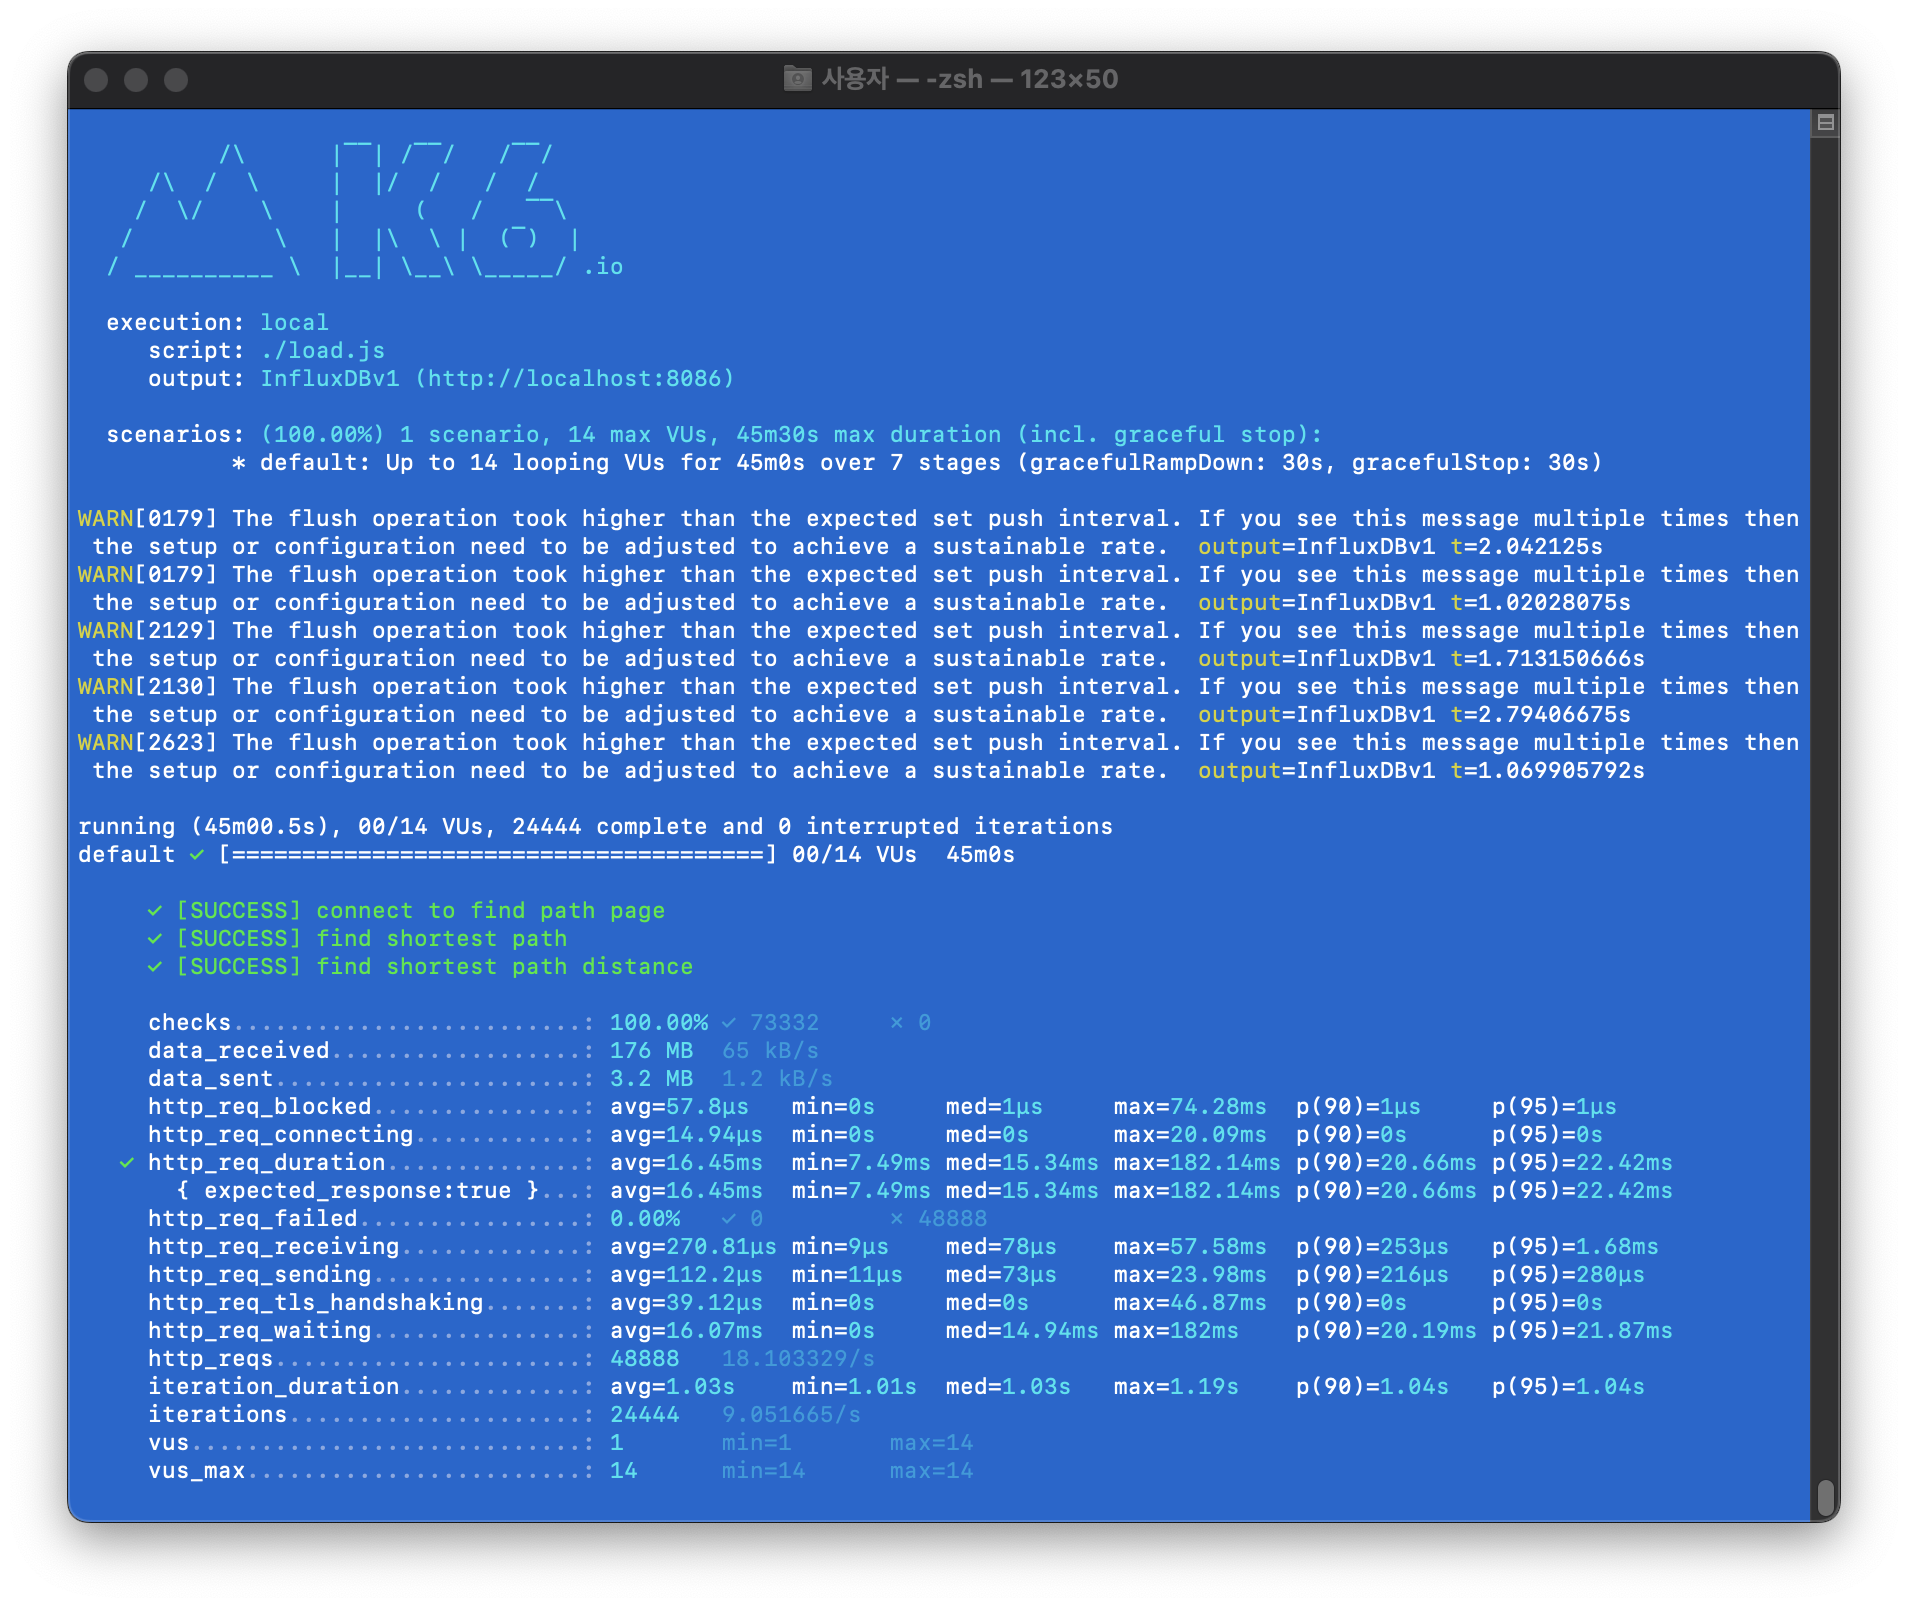 사용자 — -zsh — 123×50
         /\      |‾‾| /‾‾/   /‾‾/
    /\  /  \     |  |/  /   /  /
   /  \/    \    |     (   /   ‾‾\
  /          \   |  |\  \ |  (‾)  |
 / __________ \  |__| \__\ \_____/ .io
execution: local
script: ./load.js
output: InfluxDBv1 (http://localhost:8086)
scenarios: (100.00%) 1 scenario, 14 max VUs, 45m30s max duration (incl. graceful stop):
* default: Up to 14 looping VUs for 45m0s over 7 stages (gracefulRampDown: 30s, gracefulStop: 30s)
WARN[0179] The flush operation took higher than the expected set push interval. If you see this message multiple times then
the setup or configuration need to be adjusted to achieve a sustainable rate.  output=InfluxDBv1 t=2.042125s
WARN[0179] The flush operation took higher than the expected set push interval. If you see this message multiple times then
the setup or configuration need to be adjusted to achieve a sustainable rate.  output=InfluxDBv1 t=1.02028075s
WARN[2129] The flush operation took higher than the expected set push interval. If you see this message multiple times then
the setup or configuration need to be adjusted to achieve a sustainable rate.  output=InfluxDBv1 t=1.713150666s
WARN[2130] The flush operation took higher than the expected set push interval. If you see this message multiple times then
the setup or configuration need to be adjusted to achieve a sustainable rate.  output=InfluxDBv1 t=2.79406675s
WARN[2623] The flush operation took higher than the expected set push interval. If you see this message multiple times then
the setup or configuration need to be adjusted to achieve a sustainable rate.  output=InfluxDBv1 t=1.069905792s
running (45m00.5s), 00/14 VUs, 24444 complete and 0 interrupted iterations
default ✓ [======================================] 00/14 VUs  45m0s
✓ [SUCCESS] connect to find path page
✓ [SUCCESS] find shortest path
✓ [SUCCESS] find shortest path distance
checks.........................: 100.00% ✓ 73332     ✗ 0
data_received..................: 176 MB  65 kB/s
data_sent......................: 3.2 MB  1.2 kB/s
http_req_blocked...............: avg=57.8µs   min=0s     med=1µs     max=74.28ms  p(90)=1µs     p(95)=1µs
http_req_connecting............: avg=14.94µs  min=0s     med=0s      max=20.09ms  p(90)=0s      p(95)=0s
✓ http_req_duration..............: avg=16.45ms  min=7.49ms med=15.34ms max=182.14ms p(90)=20.66ms p(95)=22.42ms
{ expected_response:true }...: avg=16.45ms  min=7.49ms med=15.34ms max=182.14ms p(90)=20.66ms p(95)=22.42ms
http_req_failed................: 0.00%   ✓ 0         ✗ 48888
http_req_receiving.............: avg=270.81µs min=9µs    med=78µs    max=57.58ms  p(90)=253µs   p(95)=1.68ms
http_req_sending...............: avg=112.2µs  min=11µs   med=73µs    max=23.98ms  p(90)=216µs   p(95)=280µs
http_req_tls_handshaking.......: avg=39.12µs  min=0s     med=0s      max=46.87ms  p(90)=0s      p(95)=0s
http_req_waiting...............: avg=16.07ms  min=0s     med=14.94ms max=182ms    p(90)=20.19ms p(95)=21.87ms
http_reqs......................: 48888   18.103329/s
iteration_duration.............: avg=1.03s    min=1.01s  med=1.03s   max=1.19s    p(90)=1.04s   p(95)=1.04s
iterations.....................: 24444   9.051665/s
vus............................: 1       min=1       max=14
vus_max........................: 14      min=14      max=14